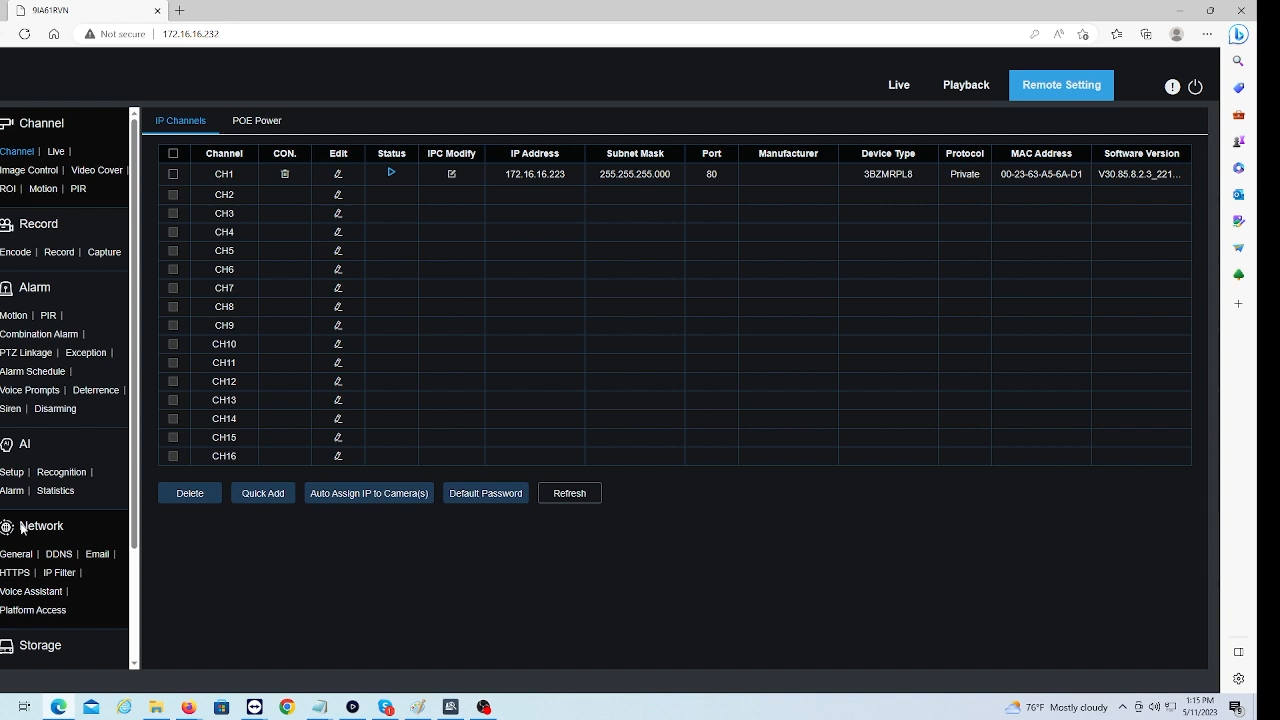 9IA61RVN
Not secure | 172.16.16.232
Live Playback Remote Setting
Channel
Channel | Live |
Image Control | Video Cover |
ROI | Motion | PIR
Record
Encode | Record | Capture
Alarm
Motion | PIR |
Combination Alarm |
PTZ Linkage | Exception |
Alarm Schedule |
Voice Prompts | Deterrence |
Siren | Disarming
AI
Setup | Recognition |
Alarm | Statistics
Network
General | DDNS | Email |
HTTPS | IP Filter |
Voice Assistant |
Platform Access
Storage
IP Channels POE Power
Channel CON. Edit Status IPC Modify IP Address Subnet Mask Port Manufacturer Device Type Protocol MAC Address Software Version
CH1 172.16.16.223 255.255.255.000 80 3BZMRPL8 Private 00-23-63-A5-6A-D1 V30.85.8.2.3_221...
CH2
CH3
CH4
CH5
CH6
CH7
CH8
CH9
CH10
CH11
CH12
CH13
CH14
CH15
CH16
Delete Quick Add Auto Assign IP to Camera(s) Default Password Refresh
76°F Mostly cloudy
1:15 PM
5/11/2023